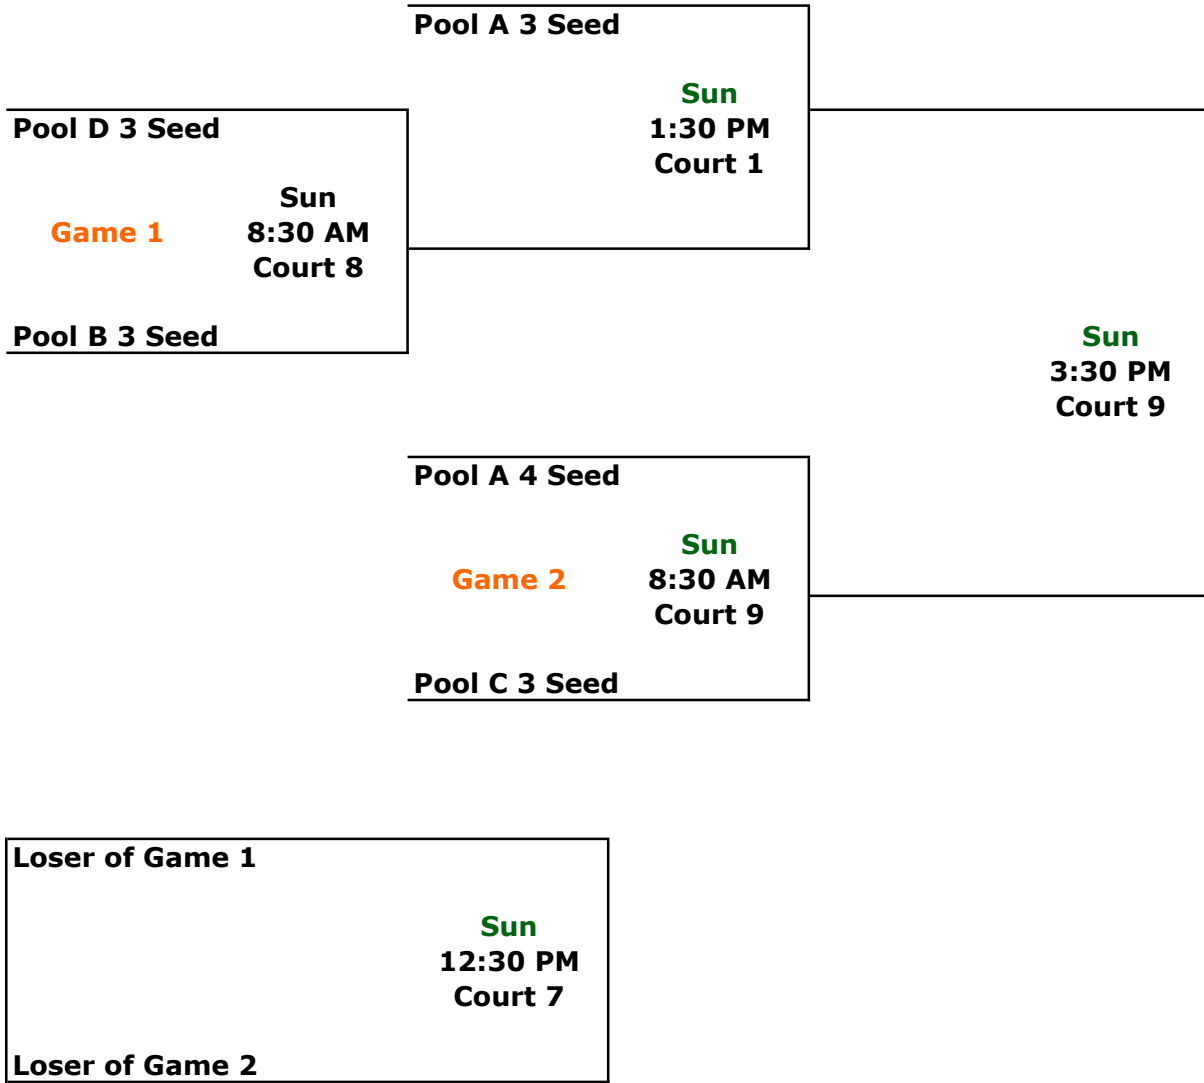 Pool A 3 Seed
Sun
1:30 PM
Court 1
Pool D 3 Seed
Game 1
Sun
8:30 AM
Court 8
Pool B 3 Seed
Sun
3:30 PM
Court 9
Pool A 4 Seed
Game 2
Sun
8:30 AM
Court 9
Pool C 3 Seed
Loser of Game 1
Sun
12:30 PM
Court 7
Loser of Game 2